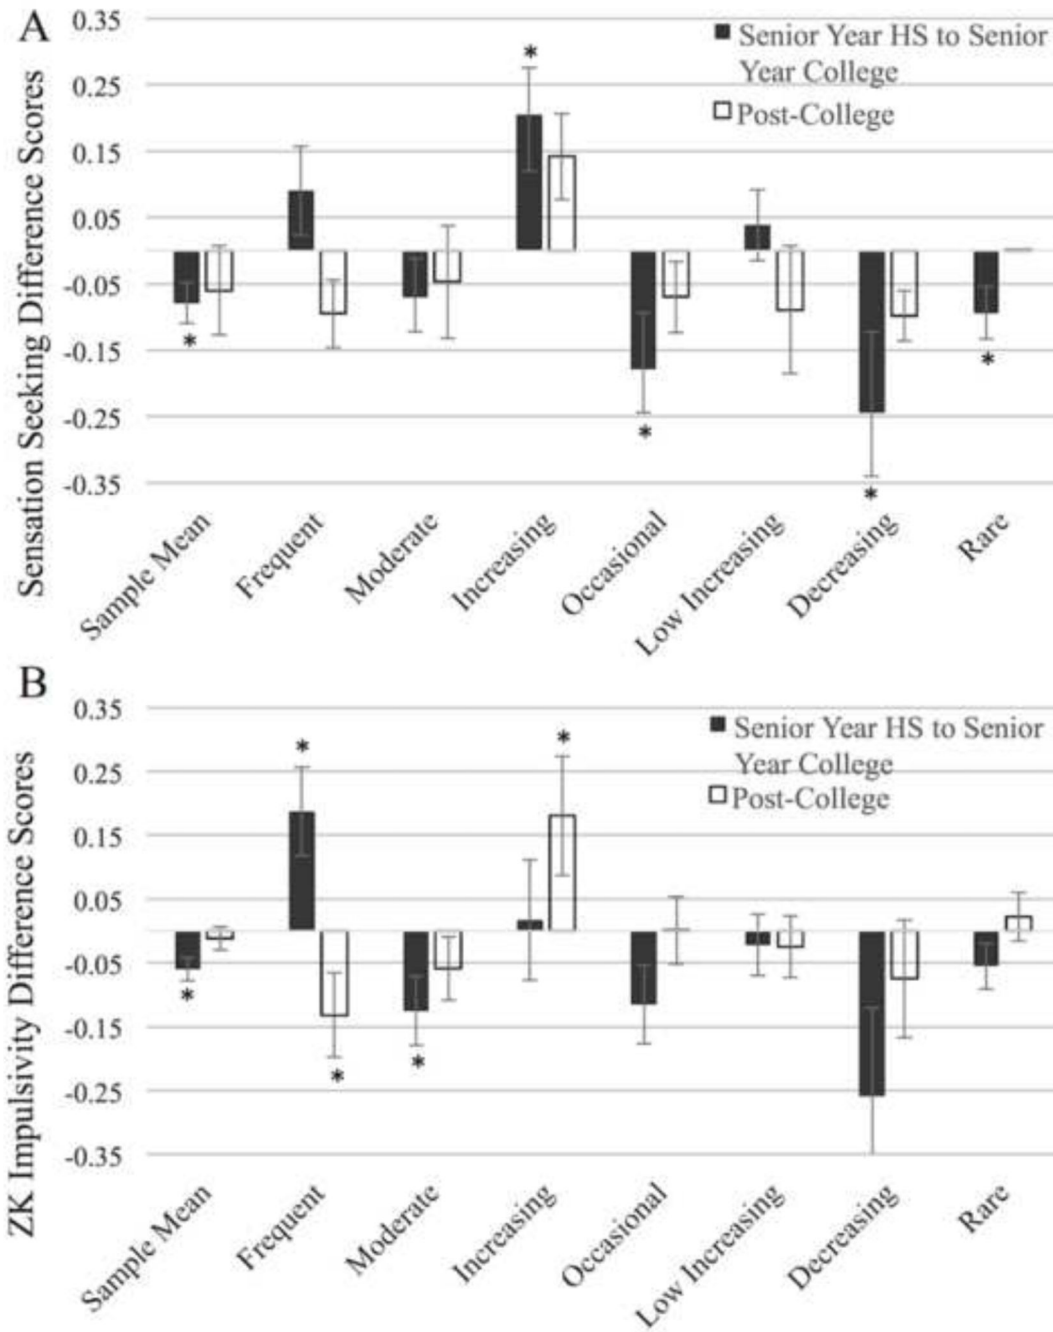 A
Sensation Seeking Difference Scores
0.35
0.25
0.15
0.05
-0.05
-0.15
-0.25
-0.35
Senior Year HS to Senior
Year College
Post-College
*
*
*
*
*
Sample Mean
Frequent
Moderate
Increasing
Occasional
Low Increasing
Decreasing
Rare
B
ZK Impulsivity Difference Scores
0.35
0.25
0.15
0.05
-0.05
-0.15
-0.25
-0.35
Senior Year HS to Senior
Year College
Post-College
*
*
*
*
*
Sample Mean
Frequent
Moderate
Increasing
Occasional
Low Increasing
Decreasing
Rare